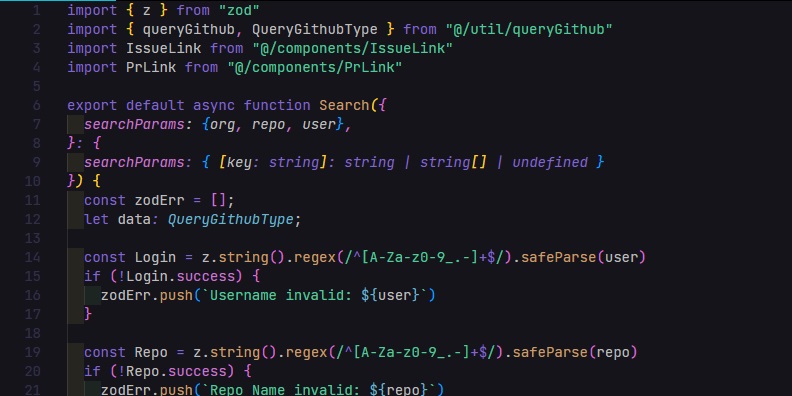 1 import { z } from "zod"
2 import { queryGithub, QueryGithubType } from "@/util/queryGithub"
3 import IssueLink from "@/components/IssueLink"
4 import PrLink from "@/components/PrLink"
5
6 export default async function Search({
7   searchParams: {org, repo, user},
8 }: {
9   searchParams: { [key: string]: string | string[] | undefined }
10 }) {
11   const zodErr = [];
12   let data: QueryGithubType;
13
14   const Login = z.string().regex(/^[A-Za-z0-9_.-]+$/).safeParse(user)
15   if (!Login.success) {
16     zodErr.push(`Username invalid: ${user}`)
17   }
18
19   const Repo = z.string().regex(/^[A-Za-z0-9_.-]+$/).safeParse(repo)
20   if (!Repo.success) {
21     zodErr.push(`Repo Name invalid: ${repo}`)